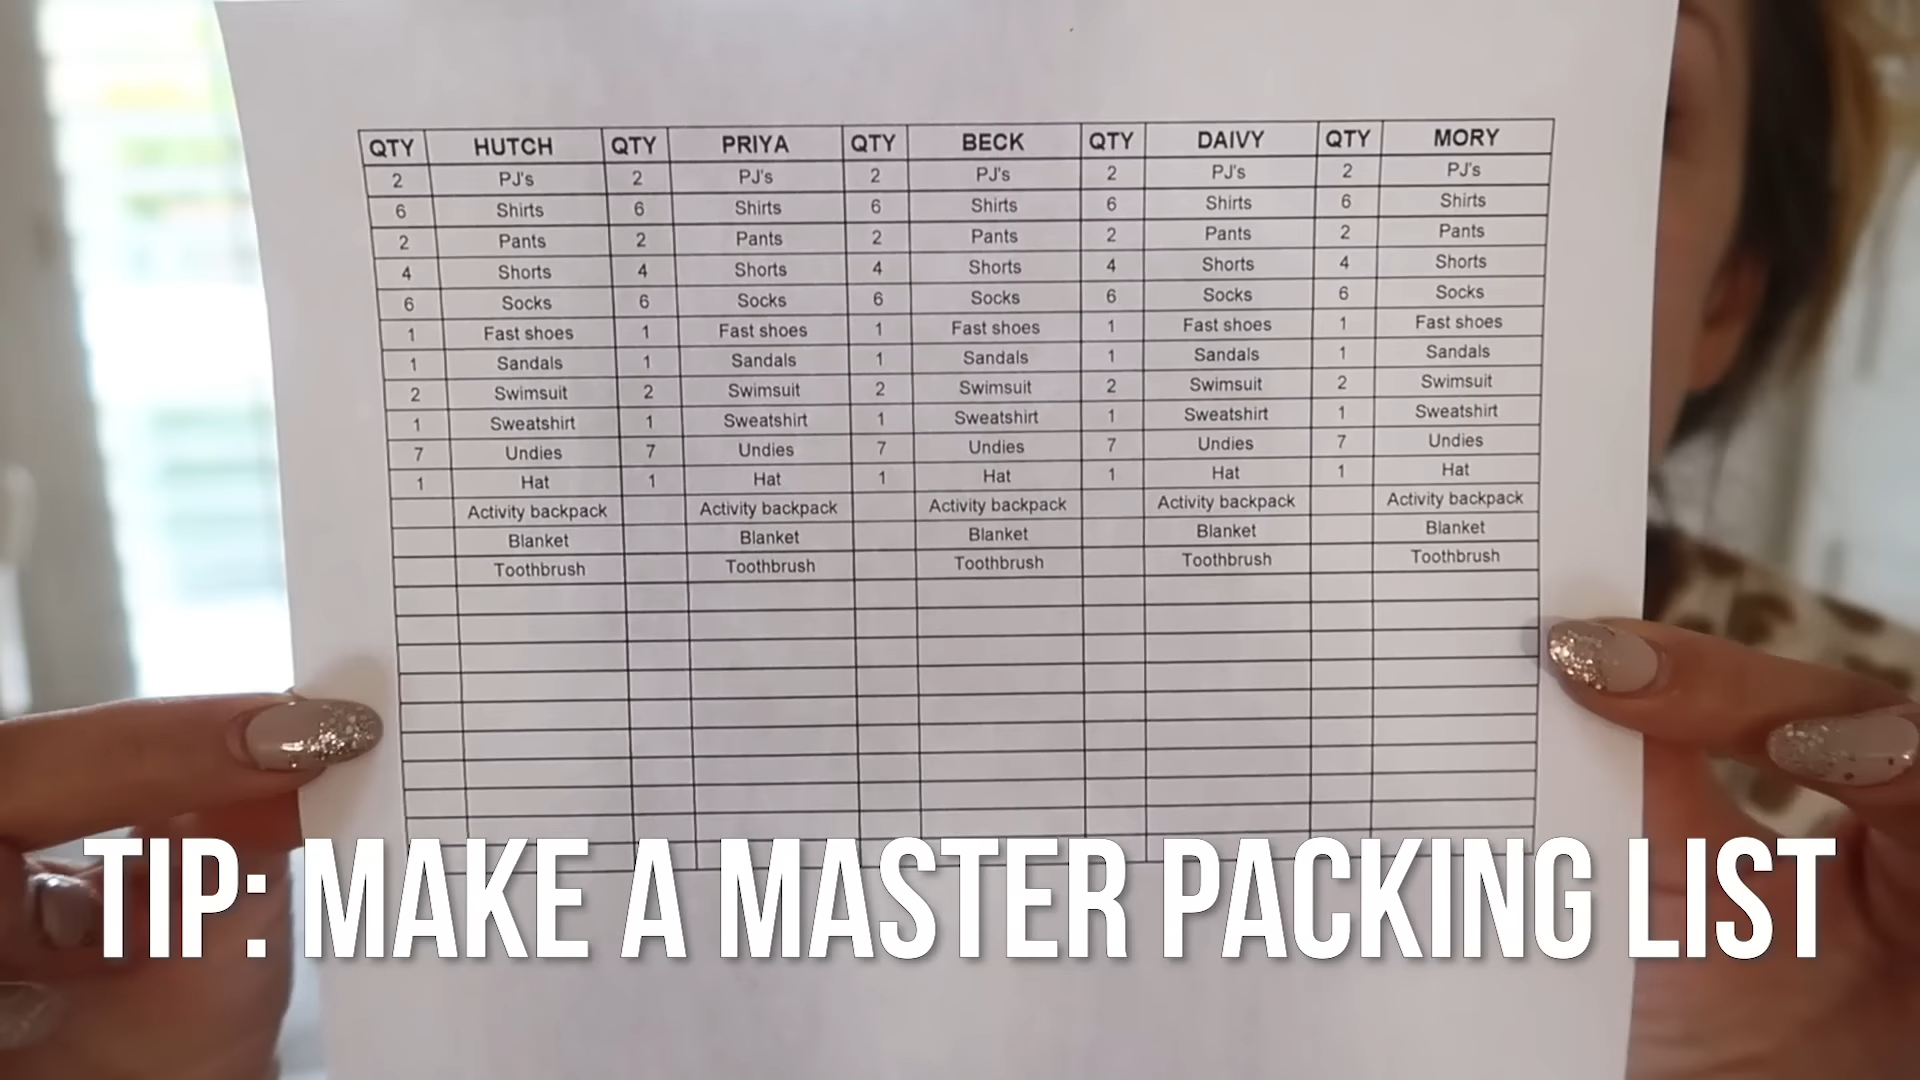 QTY HUTCH QTY PRIYA QTY BECK QTY DAIVY QTY MORY
2 PJ's 2 PJ's 2 PJ's 2 PJ's 2 PJ's
6 Shirts 6 Shirts 6 Shirts 6 Shirts 6 Shirts
2 Pants 2 Pants 2 Pants 2 Pants 2 Pants
4 Shorts 4 Shorts 4 Shorts 4 Shorts 4 Shorts
6 Socks 6 Socks 6 Socks 6 Socks 6 Socks
1 Fast shoes 1 Fast shoes 1 Fast shoes 1 Fast shoes 1 Fast shoes
1 Sandals 1 Sandals 1 Sandals 1 Sandals 1 Sandals
2 Swimsuit 2 Swimsuit 2 Swimsuit 2 Swimsuit 2 Swimsuit
1 Sweatshirt 1 Sweatshirt 1 Sweatshirt 1 Sweatshirt 1 Sweatshirt
7 Undies 7 Undies 7 Undies 7 Undies 7 Undies
1 Hat 1 Hat 1 Hat 1 Hat 1 Hat
Activity backpack Activity backpack Activity backpack Activity backpack Activity backpack
Blanket Blanket Blanket Blanket Blanket
Toothbrush Toothbrush Toothbrush Toothbrush Toothbrush
TIP: MAKE A MASTER PACKING LIST